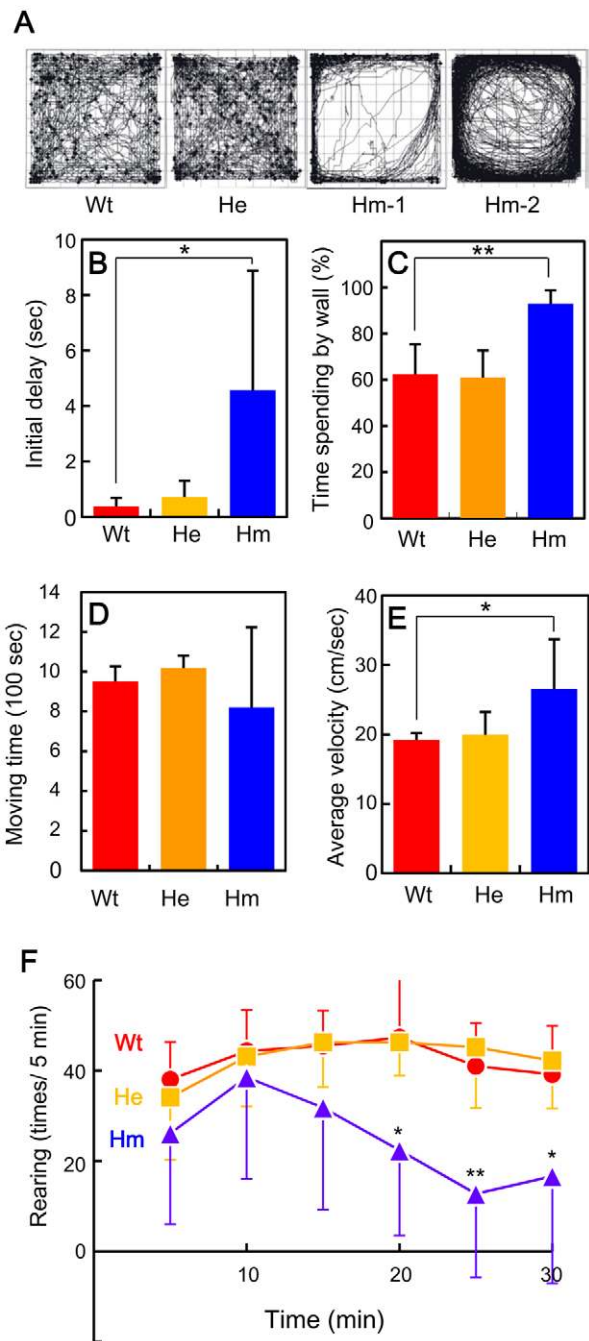 A
Wt He Hm-1 Hm-2
B
*
Initial delay (sec)
10
8
6
4
2
0
Wt He Hm
C
**
Time spending by wall (%)
100
80
60
40
20
0
Wt He Hm
D
Moving time (100 sec)
14
12
10
8
6
4
2
0
Wt He Hm
E
*
Average velocity (cm/sec)
40
30
20
10
0
Wt He Hm
F
Rearing (times/ 5 min)
60
40
20
0
Wt
He
Hm
*
**
*
10 20 30
Time (min)